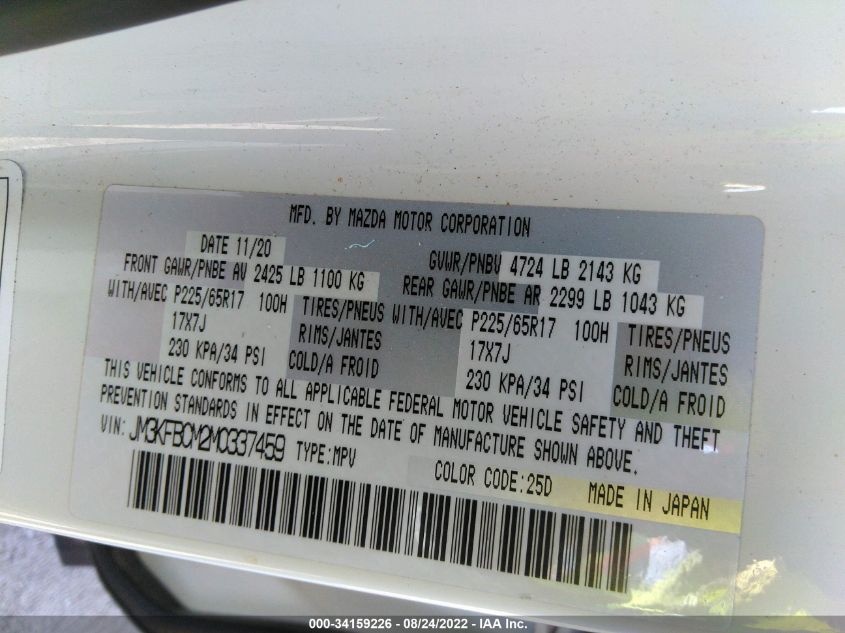 MFD. BY MAZDA MOTOR CORPORATION
DATE 11/20 GVWR/PNBV 4724 LB 2143 KG
FRONT GAWR/PNBE AV 2425 LB 1100 KG REAR GAWR/PNBE AR 2299 LB 1043 KG
WITH/AVEC P225/65R17 100H TIRES/PNEUS WITH/AVEC P225/65R17 100H TIRES/PNEUS
17X7J RIMS/JANTES 17X7J RIMS/JANTES
230 KPA/34 PSI COLD/A FROID 230 KPA/34 PSI COLD/A FROID
THIS VEHICLE CONFORMS TO ALL APPLICABLE FEDERAL MOTOR VEHICLE SAFETY AND THEFT
PREVENTION STANDARDS IN EFFECT ON THE DATE OF MANUFACTURE SHOWN ABOVE.
VIN: JM3KFBCM2M0337459 TYPE:MPV
COLOR CODE:25D MADE IN JAPAN
000-34159226 - 08/24/2022 - IAA Inc.